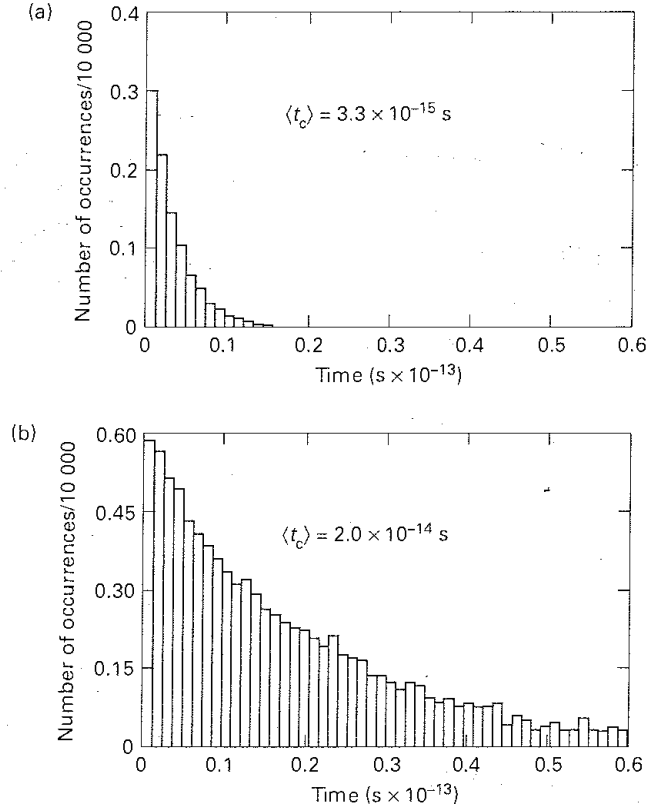 (a)
Number of occurrences/10 000
0.4
0.3
0.2
0.1
0
⟨t_c⟩ = 3.3 × 10⁻¹⁵ s
0 0.1 0.2 0.3 0.4 0.5 0.6
Time (s × 10⁻¹³)
(b)
Number of occurrences/10 000
0.60
0.45
0.30
0.15
0
⟨t_c⟩ = 2.0 × 10⁻¹⁴ s
0 0.1 0.2 0.3 0.4 0.5 0.6
Time (s × 10⁻¹³)